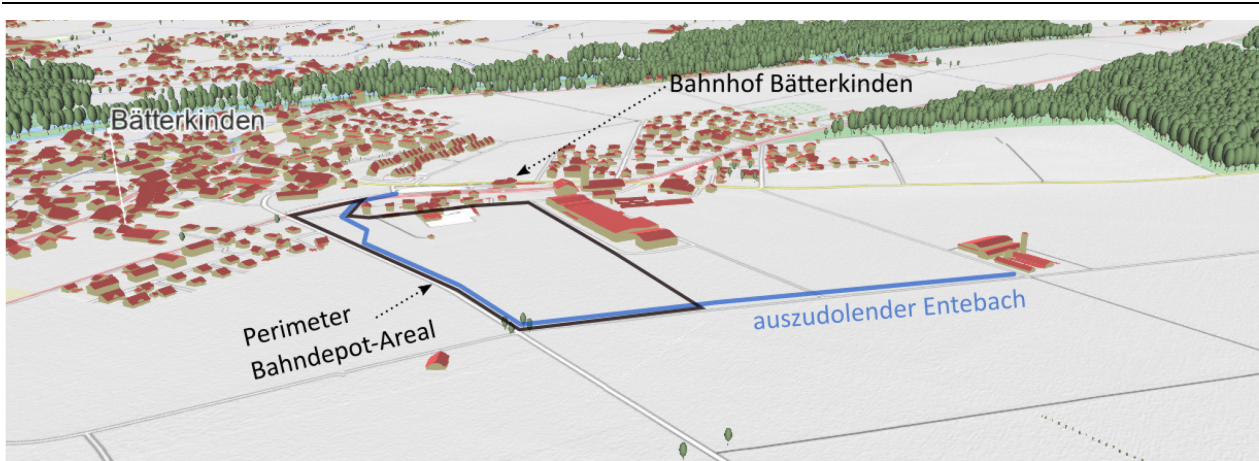 Bahnhof Bätterkinden
Bätterkinden
Perimeter
Bahndepot-Areal
auszudolender Entebach